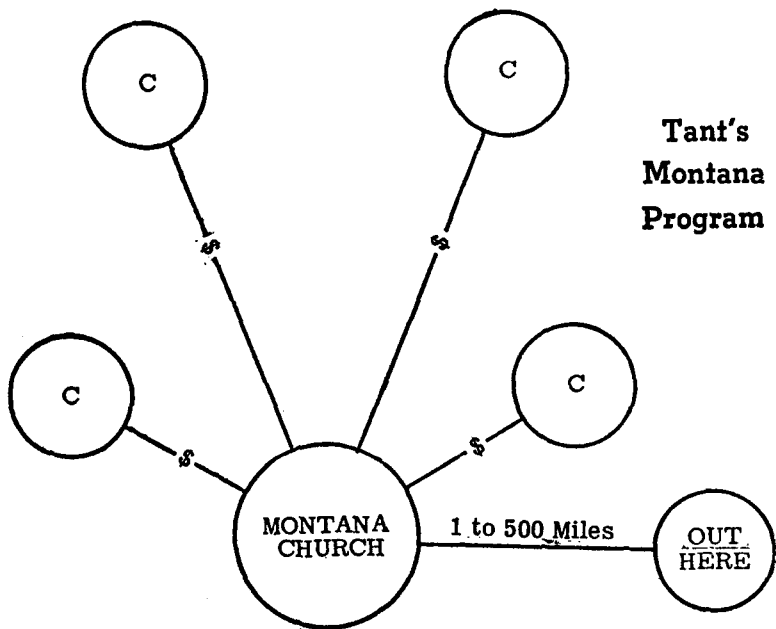 C
C
Tant's
Montana
Program
$
$
C
C
$
$
MONTANA
CHURCH
1 to 500 Miles
OUT
HERE